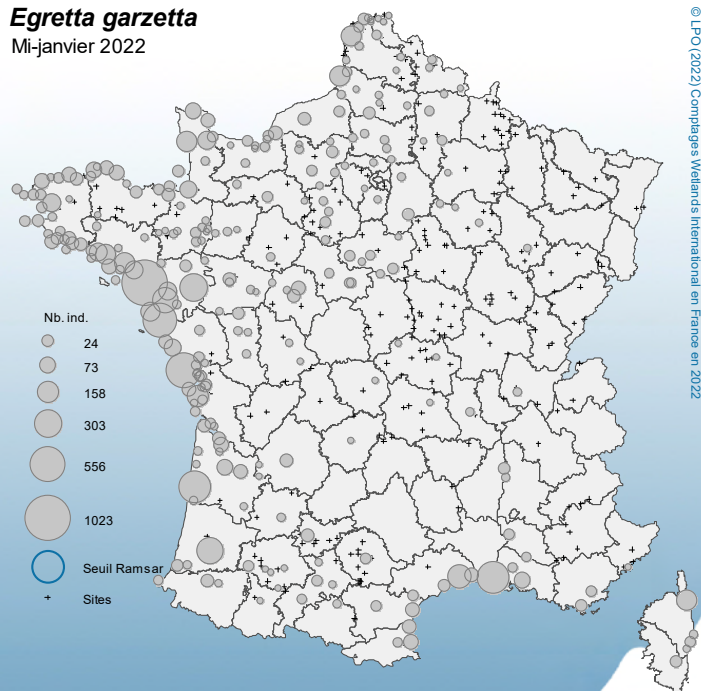 Egretta garzetta
Mi-janvier 2022
Nb. ind.
24
73
158
303
556
1023
Seuil Ramsar
Sites
© LPO (2022) Comptages Wetlands International en France en 2022